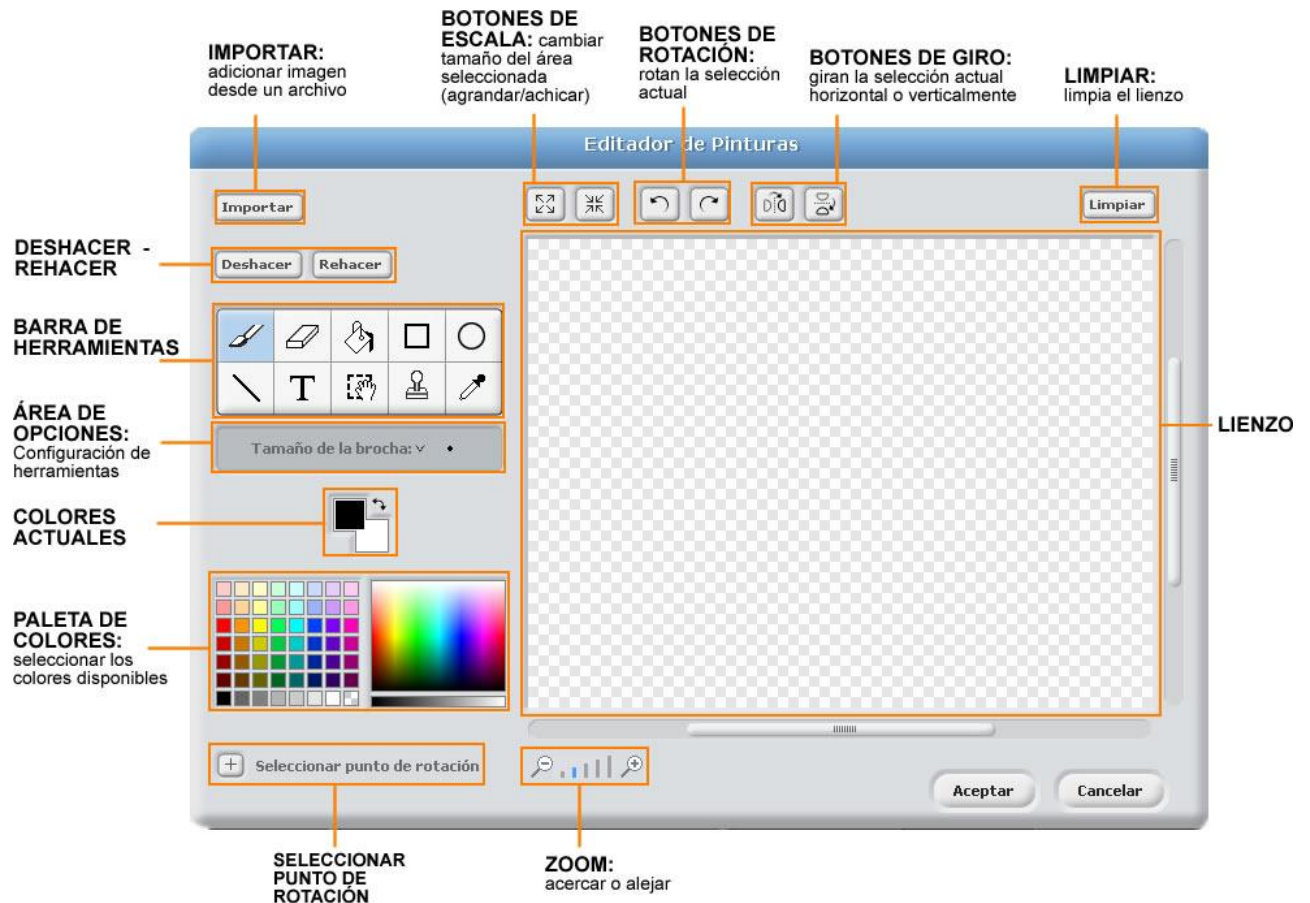 BOTONES DE
ESCALA: cambiar
tamaño del área
seleccionada
(agrandar/achicar)
BOTONES DE
ROTACIÓN:
rotan la selección
actual
IMPORTAR:
adicionar imagen
desde un archivo
BOTONES DE GIRO:
giran la selección actual
horizontal o verticalmente
LIMPIAR:
limpia el lienzo
Editador de Pinturas
Importar
Limpiar
DESHACER -
REHACER
Deshacer
Rehacer
BARRA DE
HERRAMIENTAS
T
ÁREA DE
OPCIONES:
Configuración de
herramientas
Tamaño de la brocha:
LIENZO
COLORES
ACTUALES
PALETA DE
COLORES:
seleccionar los
colores disponibles
Seleccionar punto de rotación
Aceptar
Cancelar
SELECCIONAR
PUNTO DE
ROTACIÓN
ZOOM:
acercar o alejar